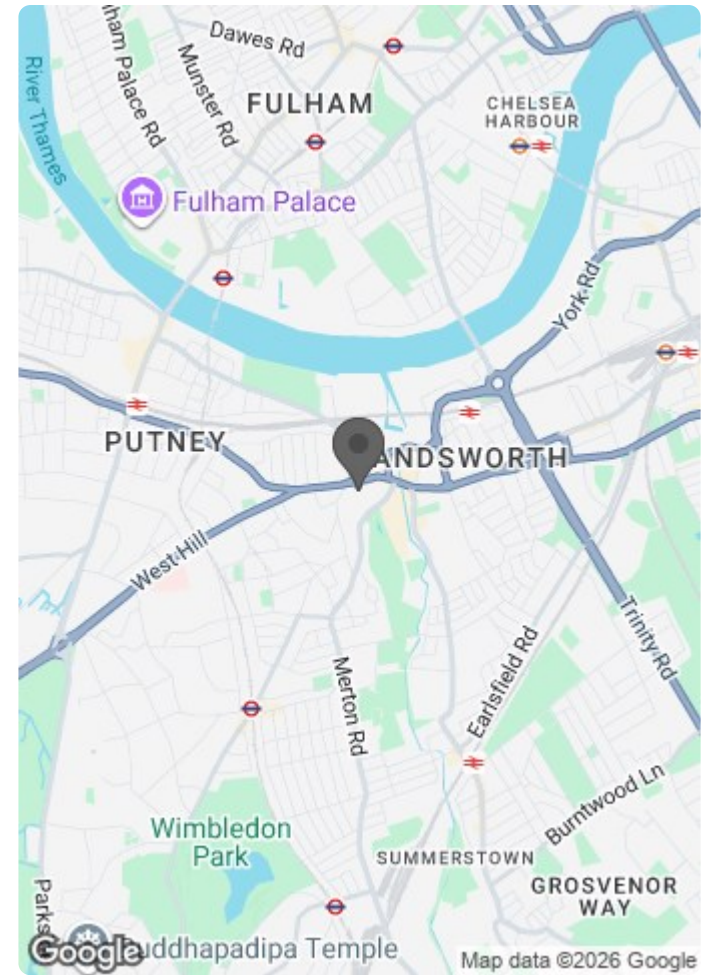 Dawes Rd
Munster Rd
ham Palace Rd
River Thames
FULHAM
CHELSEA
HARBOUR
Fulham Palace
York Rd
PUTNEY
ANDSWORTH
West Hill
Trinity Rd
Earlsfield Rd
Merton Rd
Burntwood Ln
Wimbledon
Park
SUMMERSTOWN
GROSVENOR
WAY
Parks
uddhapadipa Temple
Google
Map data ©2026 Google